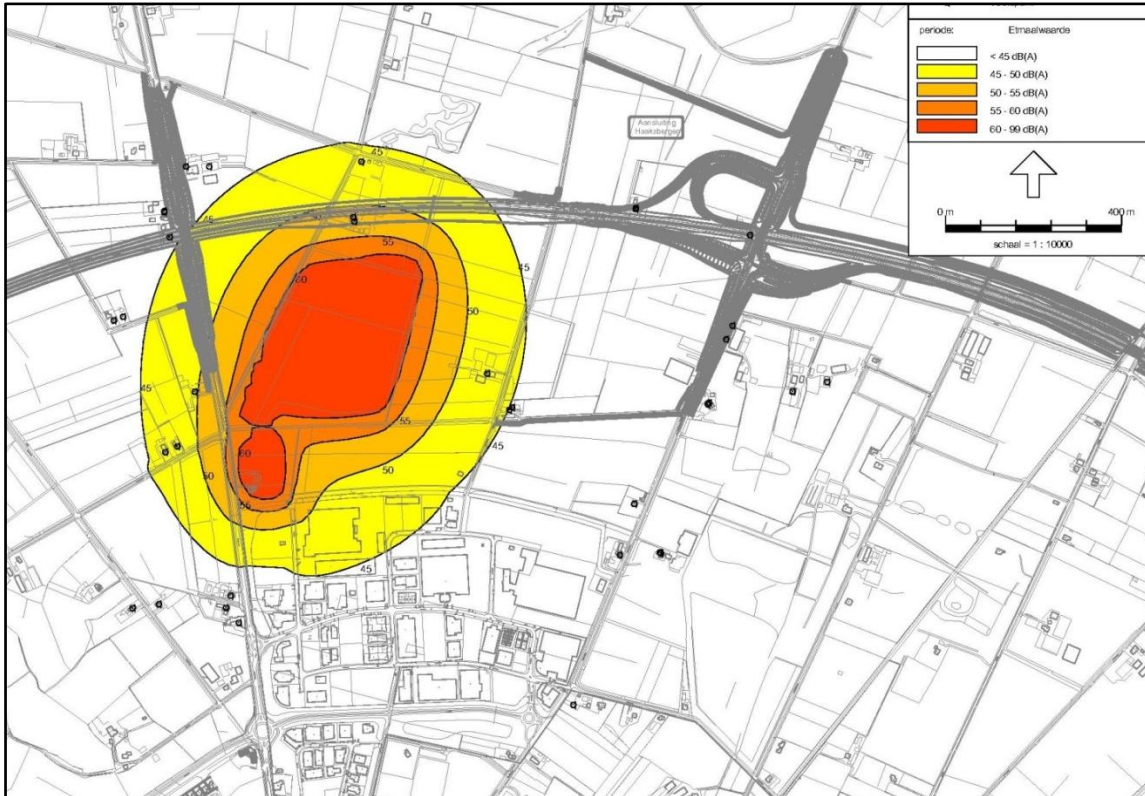 periode: Etmaalwaarde
< 45 dB(A)
45 - 50 dB(A)
50 - 55 dB(A)
55 - 60 dB(A)
60 - 99 dB(A)
0 m 400 m
schaal = 1 : 10000
Aansluiting
Haaksbergen
45
45
50
55
60
45
50
45
55
45
50
60
50
55
45